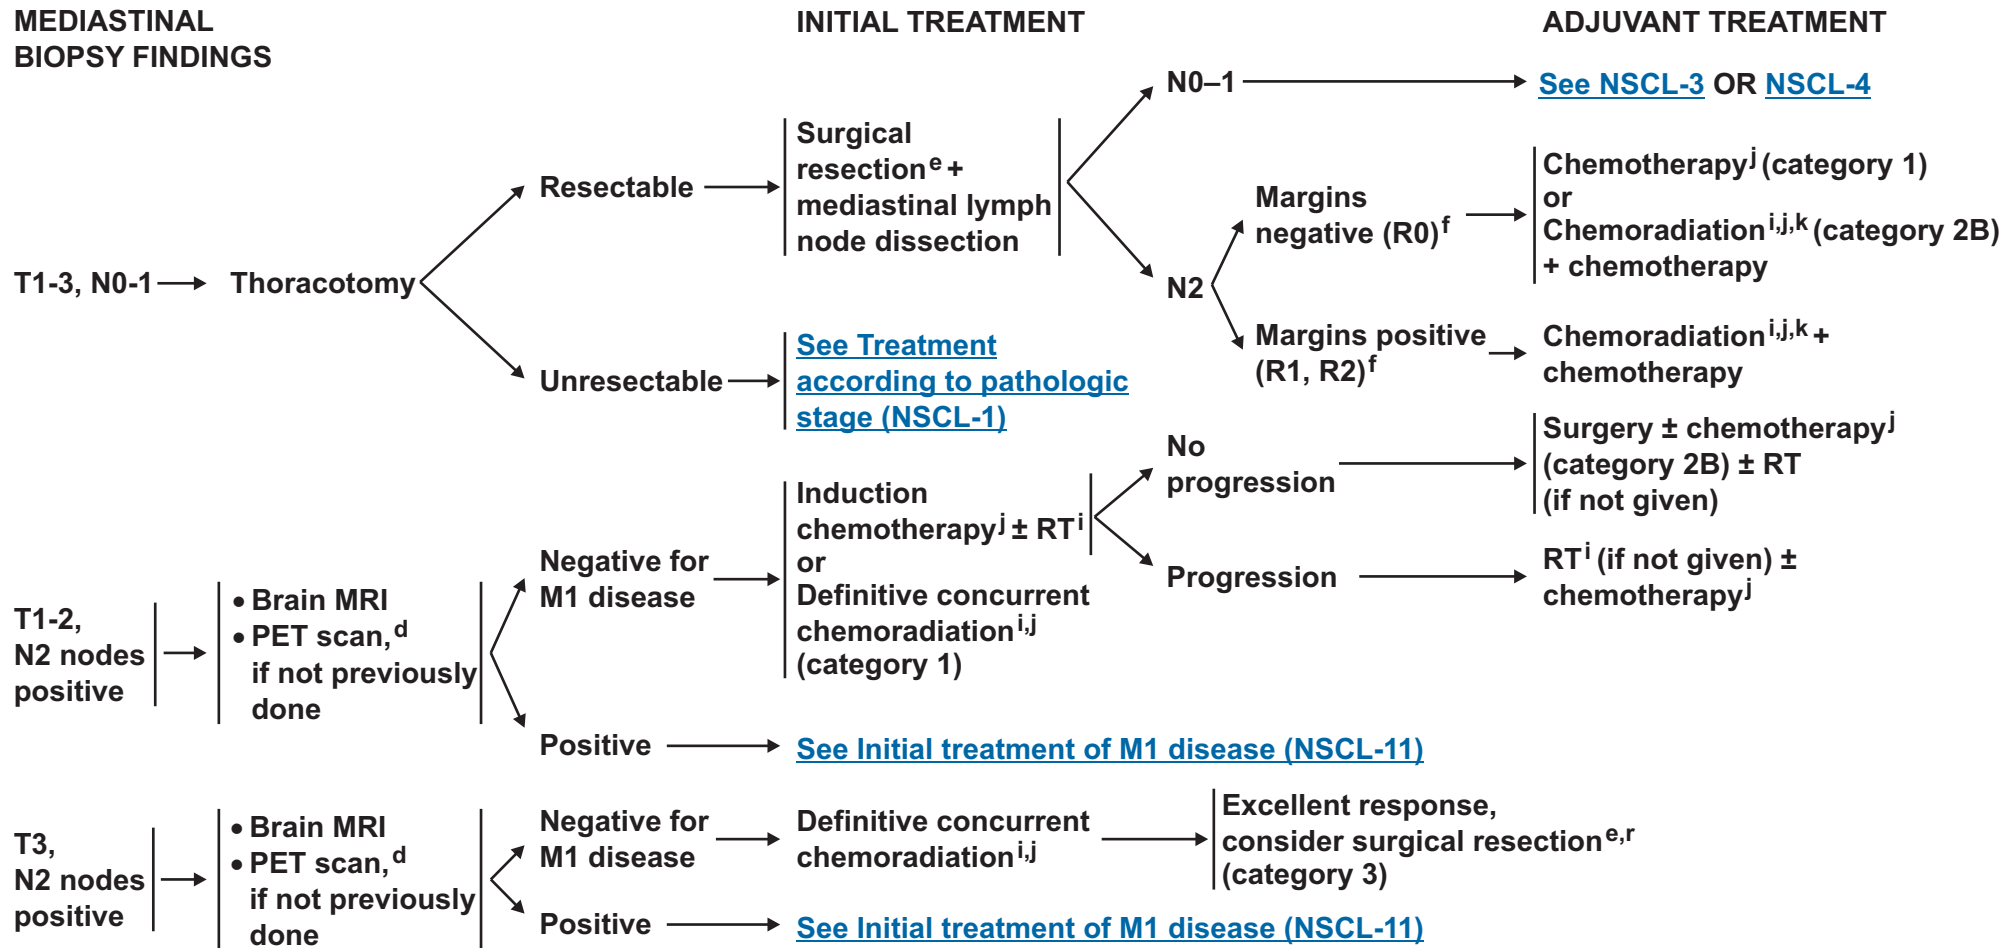 MEDIASTINAL
BIOPSY FINDINGS
INITIAL TREATMENT
ADJUVANT TREATMENT
T1-3, N0-1
Thoracotomy
Resectable
Surgical
resection e +
mediastinal lymph
node dissection
N0–1
See NSCL-3 OR NSCL-4
N2
Margins
negative (R0) f
Chemotherapy j (category 1)
or
Chemoradiation i,j,k (category 2B)
+ chemotherapy
Margins positive
(R1, R2) f
Chemoradiation i,j,k +
chemotherapy
Unresectable
See Treatment
according to pathologic
stage (NSCL-1)
T1-2,
N2 nodes
positive
• Brain MRI
• PET scan, d
if not previously
done
Negative for
M1 disease
Induction
chemotherapy j ± RT i
or
Definitive concurrent
chemoradiation i,j
(category 1)
No
progression
Surgery ± chemotherapy j
(category 2B) ± RT
(if not given)
Progression
RT i (if not given) ±
chemotherapy j
Positive
See Initial treatment of M1 disease (NSCL-11)
T3,
N2 nodes
positive
• Brain MRI
• PET scan, d
if not previously
done
Negative for
M1 disease
Definitive concurrent
chemoradiation i,j
Excellent response,
consider surgical resection e,r
(category 3)
Positive
See Initial treatment of M1 disease (NSCL-11)